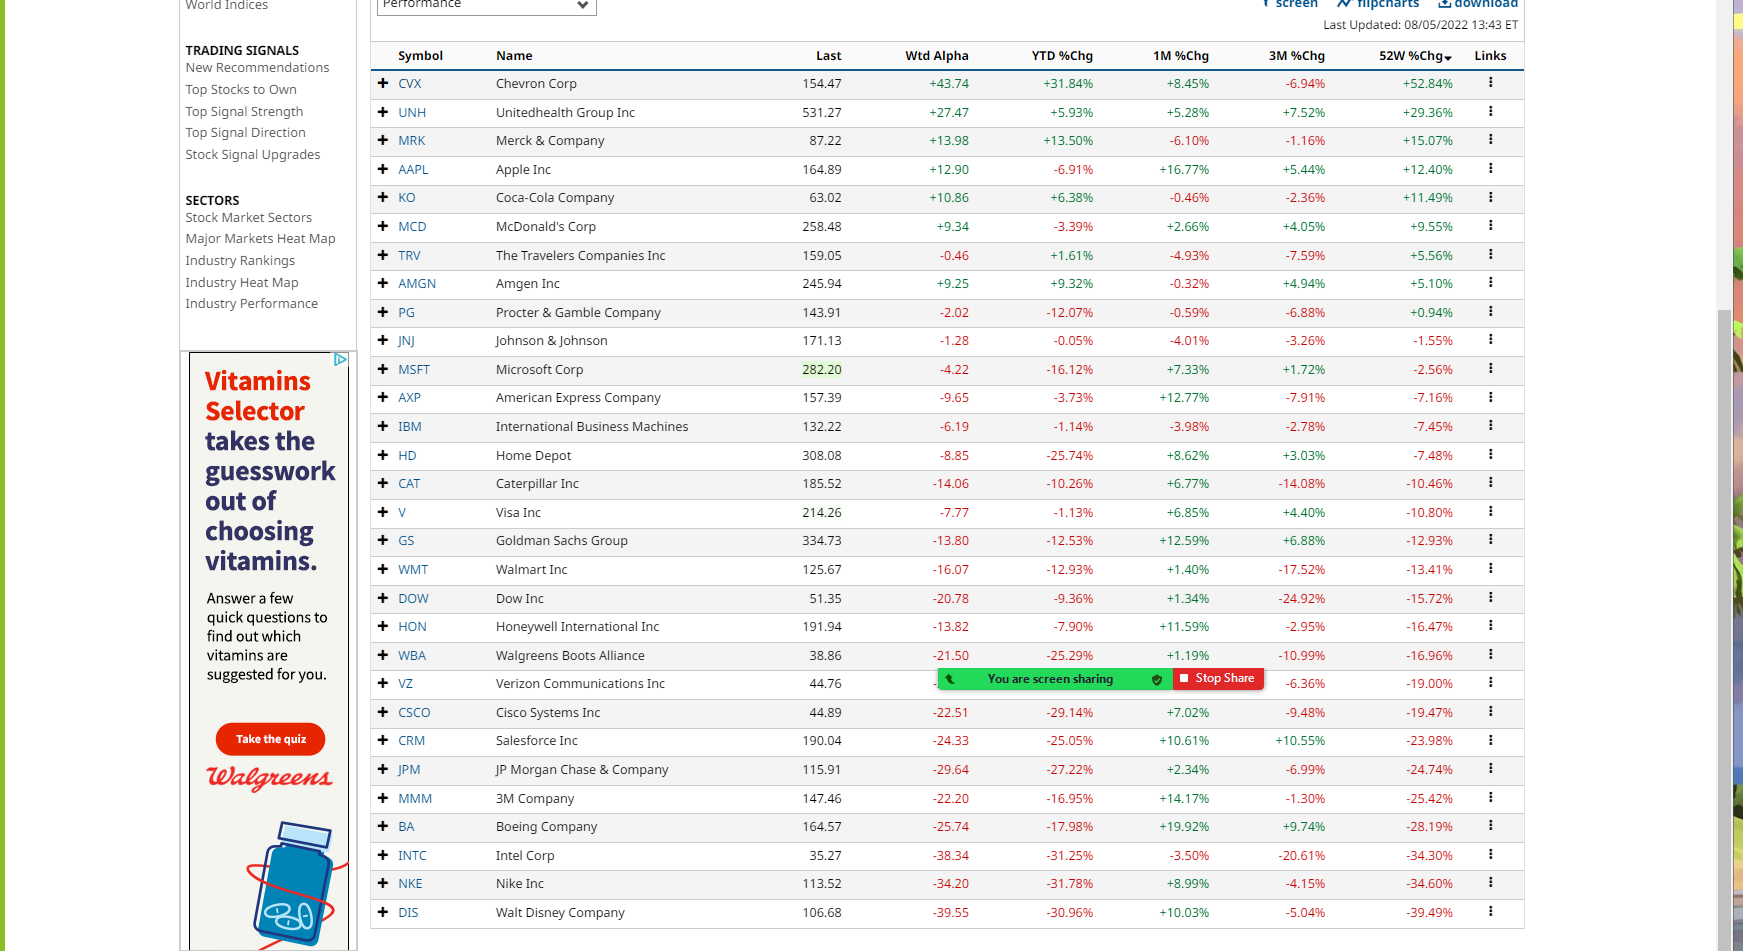 World Indices
TRADING SIGNALS
New Recommendations
Top Stocks to Own
Top Signal Strength
Top Signal Direction
Stock Signal Upgrades
SECTORS
Stock Market Sectors
Major Markets Heat Map
Industry Rankings
Industry Heat Map
Industry Performance
Vitamins
Selector
takes the
guesswork
out of
choosing
vitamins.
Answer a few
quick questions to
find out which
vitamins are
suggested for you.
Take the quiz
Walgreens
Performance
screen flipcharts download
Last Updated: 08/05/2022 13:43 ET
Symbol Name Last Wtd Alpha YTD %Chg 1M %Chg 3M %Chg 52W %Chg Links
CVX Chevron Corp 154.47 +43.74 +31.84% +8.45% -6.94% +52.84%
UNH Unitedhealth Group Inc 531.27 +27.47 +5.93% +5.28% +7.52% +29.36%
MRK Merck & Company 87.22 +13.98 +13.50% -6.10% -1.16% +15.07%
AAPL Apple Inc 164.89 +12.90 -6.91% +16.77% +5.44% +12.40%
KO Coca-Cola Company 63.02 +10.86 +6.38% -0.46% -2.36% +11.49%
MCD McDonald's Corp 258.48 +9.34 -3.39% +2.66% +4.05% +9.55%
TRV The Travelers Companies Inc 159.05 -0.46 +1.61% -4.93% -7.59% +5.56%
AMGN Amgen Inc 245.94 +9.25 +9.32% -0.32% +4.94% +5.10%
PG Procter & Gamble Company 143.91 -2.02 -12.07% -0.59% -6.88% +0.94%
JNJ Johnson & Johnson 171.13 -1.28 -0.05% -4.01% -3.26% -1.55%
MSFT Microsoft Corp 282.20 -4.22 -16.12% +7.33% +1.72% -2.56%
AXP American Express Company 157.39 -9.65 -3.73% +12.77% -7.91% -7.16%
IBM International Business Machines 132.22 -6.19 -1.14% -3.98% -2.78% -7.45%
HD Home Depot 308.08 -8.85 -25.74% +8.62% +3.03% -7.48%
CAT Caterpillar Inc 185.52 -14.06 -10.26% +6.77% -14.08% -10.46%
V Visa Inc 214.26 -7.77 -1.13% +6.85% +4.40% -10.80%
GS Goldman Sachs Group 334.73 -13.80 -12.53% +12.59% +6.88% -12.93%
WMT Walmart Inc 125.67 -16.07 -12.93% +1.40% -17.52% -13.41%
DOW Dow Inc 51.35 -20.78 -9.36% +1.34% -24.92% -15.72%
HON Honeywell International Inc 191.94 -13.82 -7.90% +11.59% -2.95% -16.47%
WBA Walgreens Boots Alliance 38.86 -21.50 -25.29% +1.19% -10.99% -16.96%
You are screen sharing Stop Share
VZ Verizon Communications Inc 44.76 -6.36% -19.00%
CSCO Cisco Systems Inc 44.89 -22.51 -29.14% +7.02% -9.48% -19.47%
CRM Salesforce Inc 190.04 -24.33 -25.05% +10.61% +10.55% -23.98%
JPM JP Morgan Chase & Company 115.91 -29.64 -27.22% +2.34% -6.99% -24.74%
MMM 3M Company 147.46 -22.20 -16.95% +14.17% -1.30% -25.42%
BA Boeing Company 164.57 -25.74 -17.98% +19.92% +9.74% -28.19%
INTC Intel Corp 35.27 -38.34 -31.25% -3.50% -20.61% -34.30%
NKE Nike Inc 113.52 -34.20 -31.78% +8.99% -4.15% -34.60%
DIS Walt Disney Company 106.68 -39.55 -30.96% +10.03% -5.04% -39.49%